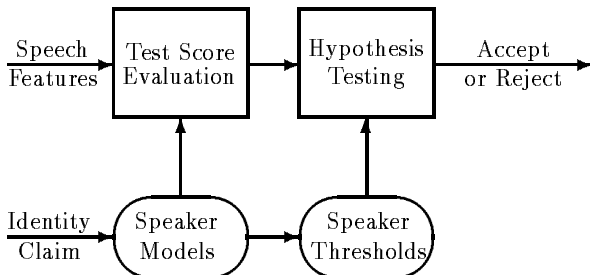 Speech
Features
Test Score
Evaluation
Hypothesis
Testing
Accept
or Reject
Identity
Claim
Speaker
Models
Speaker
Thresholds